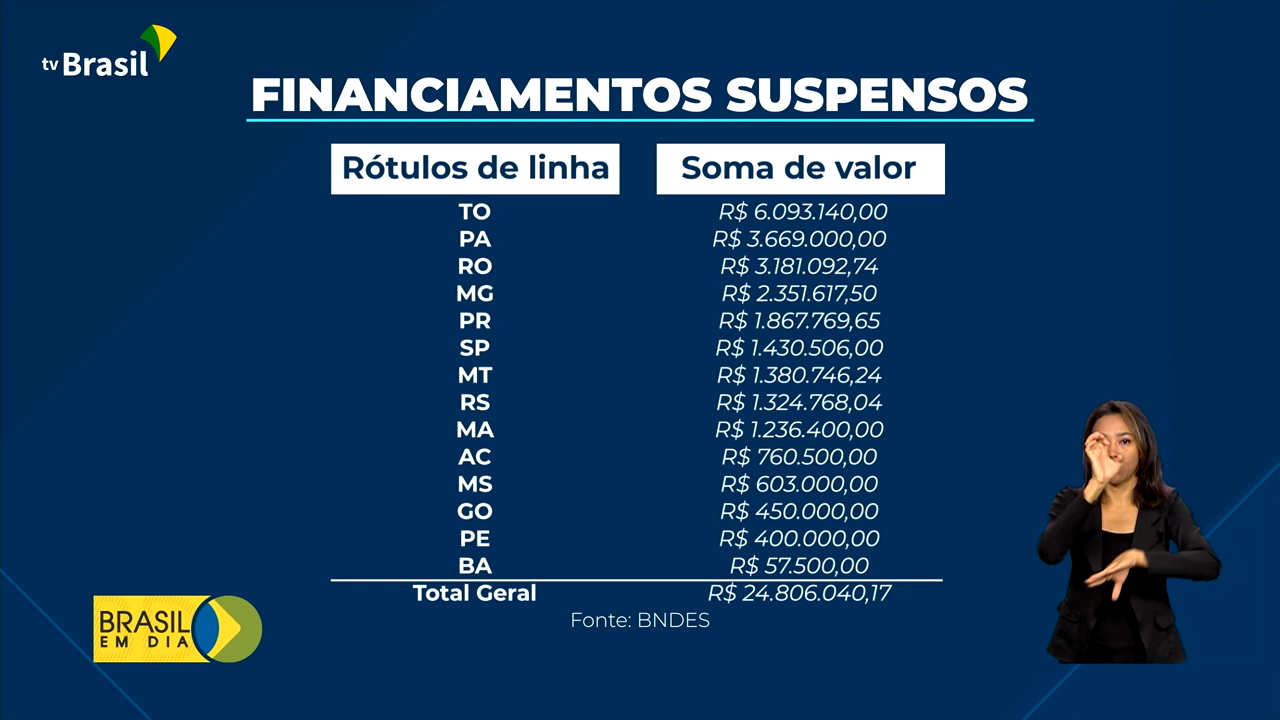 tv Brasil
FINANCIAMENTOS SUSPENSOS
Rótulos de linha Soma de valor
TO R$ 6.093.140,00
PA R$ 3.669.000,00
RO R$ 3.181.092,74
MG R$ 2.351.617,50
PR R$ 1.867.769,65
SP R$ 1.430.506,00
MT R$ 1.380.746,24
RS R$ 1.324.768,04
MA R$ 1.236.400,00
AC R$ 760.500,00
MS R$ 603.000,00
GO R$ 450.000,00
PE R$ 400.000,00
BA R$ 57.500,00
Total Geral R$ 24.806.040,17
Fonte: BNDES
BRASIL
EM DIA